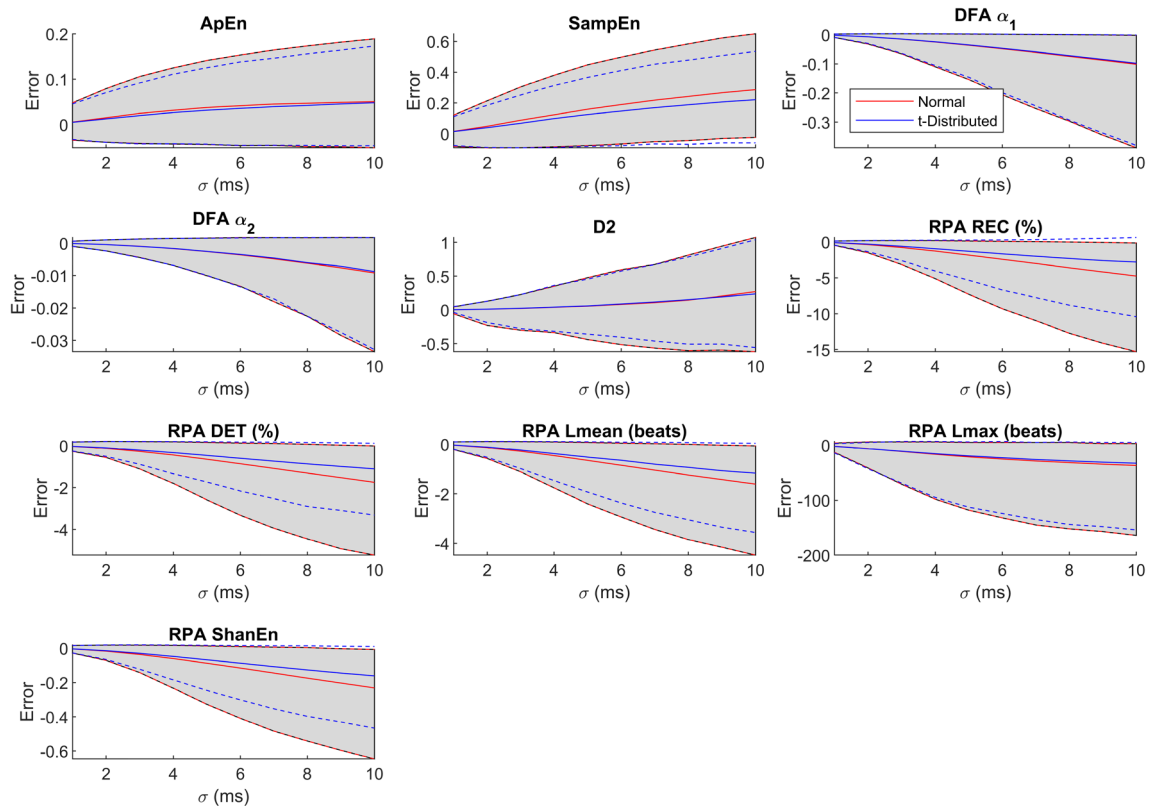 ApEn
0.2
0.1
0
Error
2 4 6 8 10
σ (ms)
SampEn
0.6
0.4
0.2
0
Error
2 4 6 8 10
σ (ms)
DFA α1
0
-0.1
-0.2
-0.3
Error
Normal
t-Distributed
2 4 6 8 10
σ (ms)
DFA α2
0
-0.01
-0.02
-0.03
Error
2 4 6 8 10
σ (ms)
D2
1
0.5
0
-0.5
Error
2 4 6 8 10
σ (ms)
RPA REC (%)
0
-5
-10
-15
Error
2 4 6 8 10
σ (ms)
RPA DET (%)
0
-2
-4
Error
2 4 6 8 10
σ (ms)
RPA Lmean (beats)
0
-2
-4
Error
2 4 6 8 10
σ (ms)
RPA Lmax (beats)
0
-100
-200
Error
2 4 6 8 10
σ (ms)
RPA ShanEn
0
-0.2
-0.4
-0.6
Error
2 4 6 8 10
σ (ms)